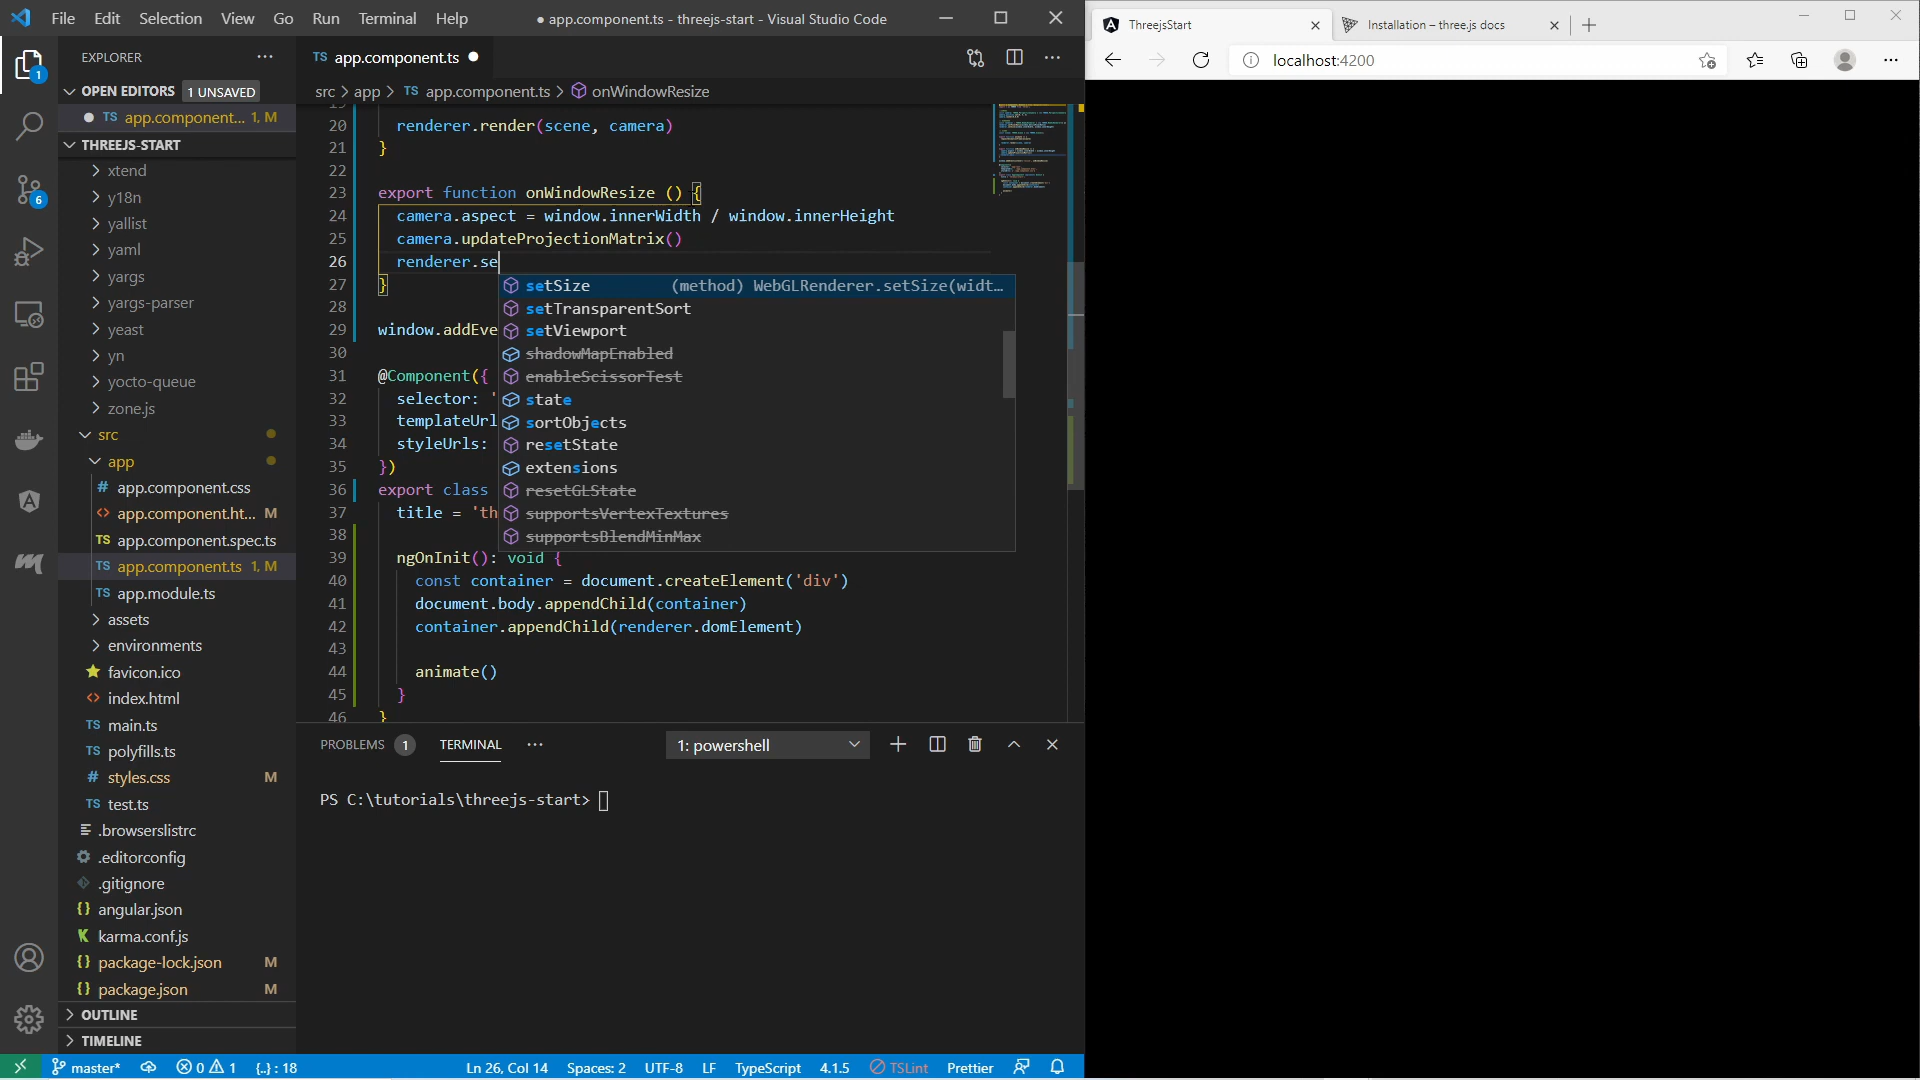 File Edit Selection View Go Run Terminal Help
● app.component.ts - threejs-start - Visual Studio Code
EXPLORER
OPEN EDITORS 1 UNSAVED
TS app.component... 1, M
THREEJS-START
xtend
y18n
yallist
yaml
yargs
yargs-parser
yeast
yn
yocto-queue
zone.js
src
app
# app.component.css
<> app.component.ht... M
TS app.component.spec.ts
TS app.component.ts 1, M
TS app.module.ts
assets
environments
favicon.ico
<> index.html
TS main.ts
TS polyfills.ts
# styles.css M
TS test.ts
.browserslistrc
.editorconfig
.gitignore
{} angular.json
karma.conf.js
{} package-lock.json M
{} package.json M
OUTLINE
TIMELINE
1
6
TS app.component.ts
src > app > TS app.component.ts > onWindowResize
20 renderer.render(scene, camera)
21 }
22
23 export function onWindowResize () {
24 camera.aspect = window.innerWidth / window.innerHeight
25 camera.updateProjectionMatrix()
26 renderer.se
27 }
28
29 window.addEve
30
31 @Component({
32 selector: '
33 templateUrl
34 styleUrls:
35 })
36 export class
37 title = 'th
38
39 ngOnInit(): void {
40 const container = document.createElement('div')
41 document.body.appendChild(container)
42 container.appendChild(renderer.domElement)
43
44 animate()
45 }
46 }
setSize (method) WebGLRenderer.setSize(widt...
setTransparentSort
setViewport
shadowMapEnabled
enableScissorTest
state
sortObjects
resetState
extensions
resetGLState
supportsVertexTextures
supportsBlendMinMax
PROBLEMS 1 TERMINAL ... 1: powershell
PS C:\tutorials\threejs-start>
master* 0 1 {..} : 18 Ln 26, Col 14 Spaces: 2 UTF-8 LF TypeScript 4.1.5 TSLint Prettier
ThreejsStart Installation – three.js docs
localhost:4200